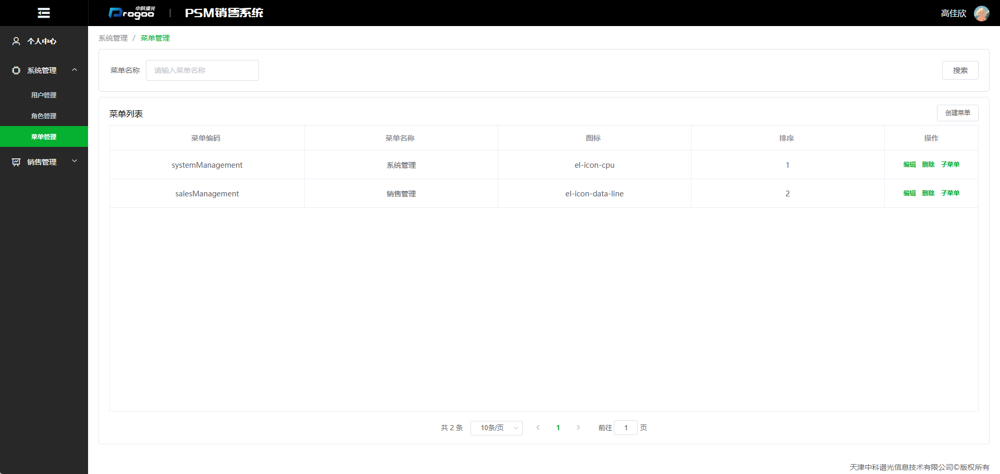 中科谱光
Progoo
PSM销售系统
高佳欣
个人中心
系统管理
用户管理
角色管理
菜单管理
销售管理
系统管理 / 菜单管理
菜单名称 请输入菜单名称 搜索
菜单列表 创建菜单
菜单编码 菜单名称 图标 排序 操作
systemManagement 系统管理 el-icon-cpu 1 编辑 删除 子菜单
salesManagement 销售管理 el-icon-data-line 2 编辑 删除 子菜单
共 2 条 10条/页 1 前往 1 页
天津中科谱光信息技术有限公司©版权所有